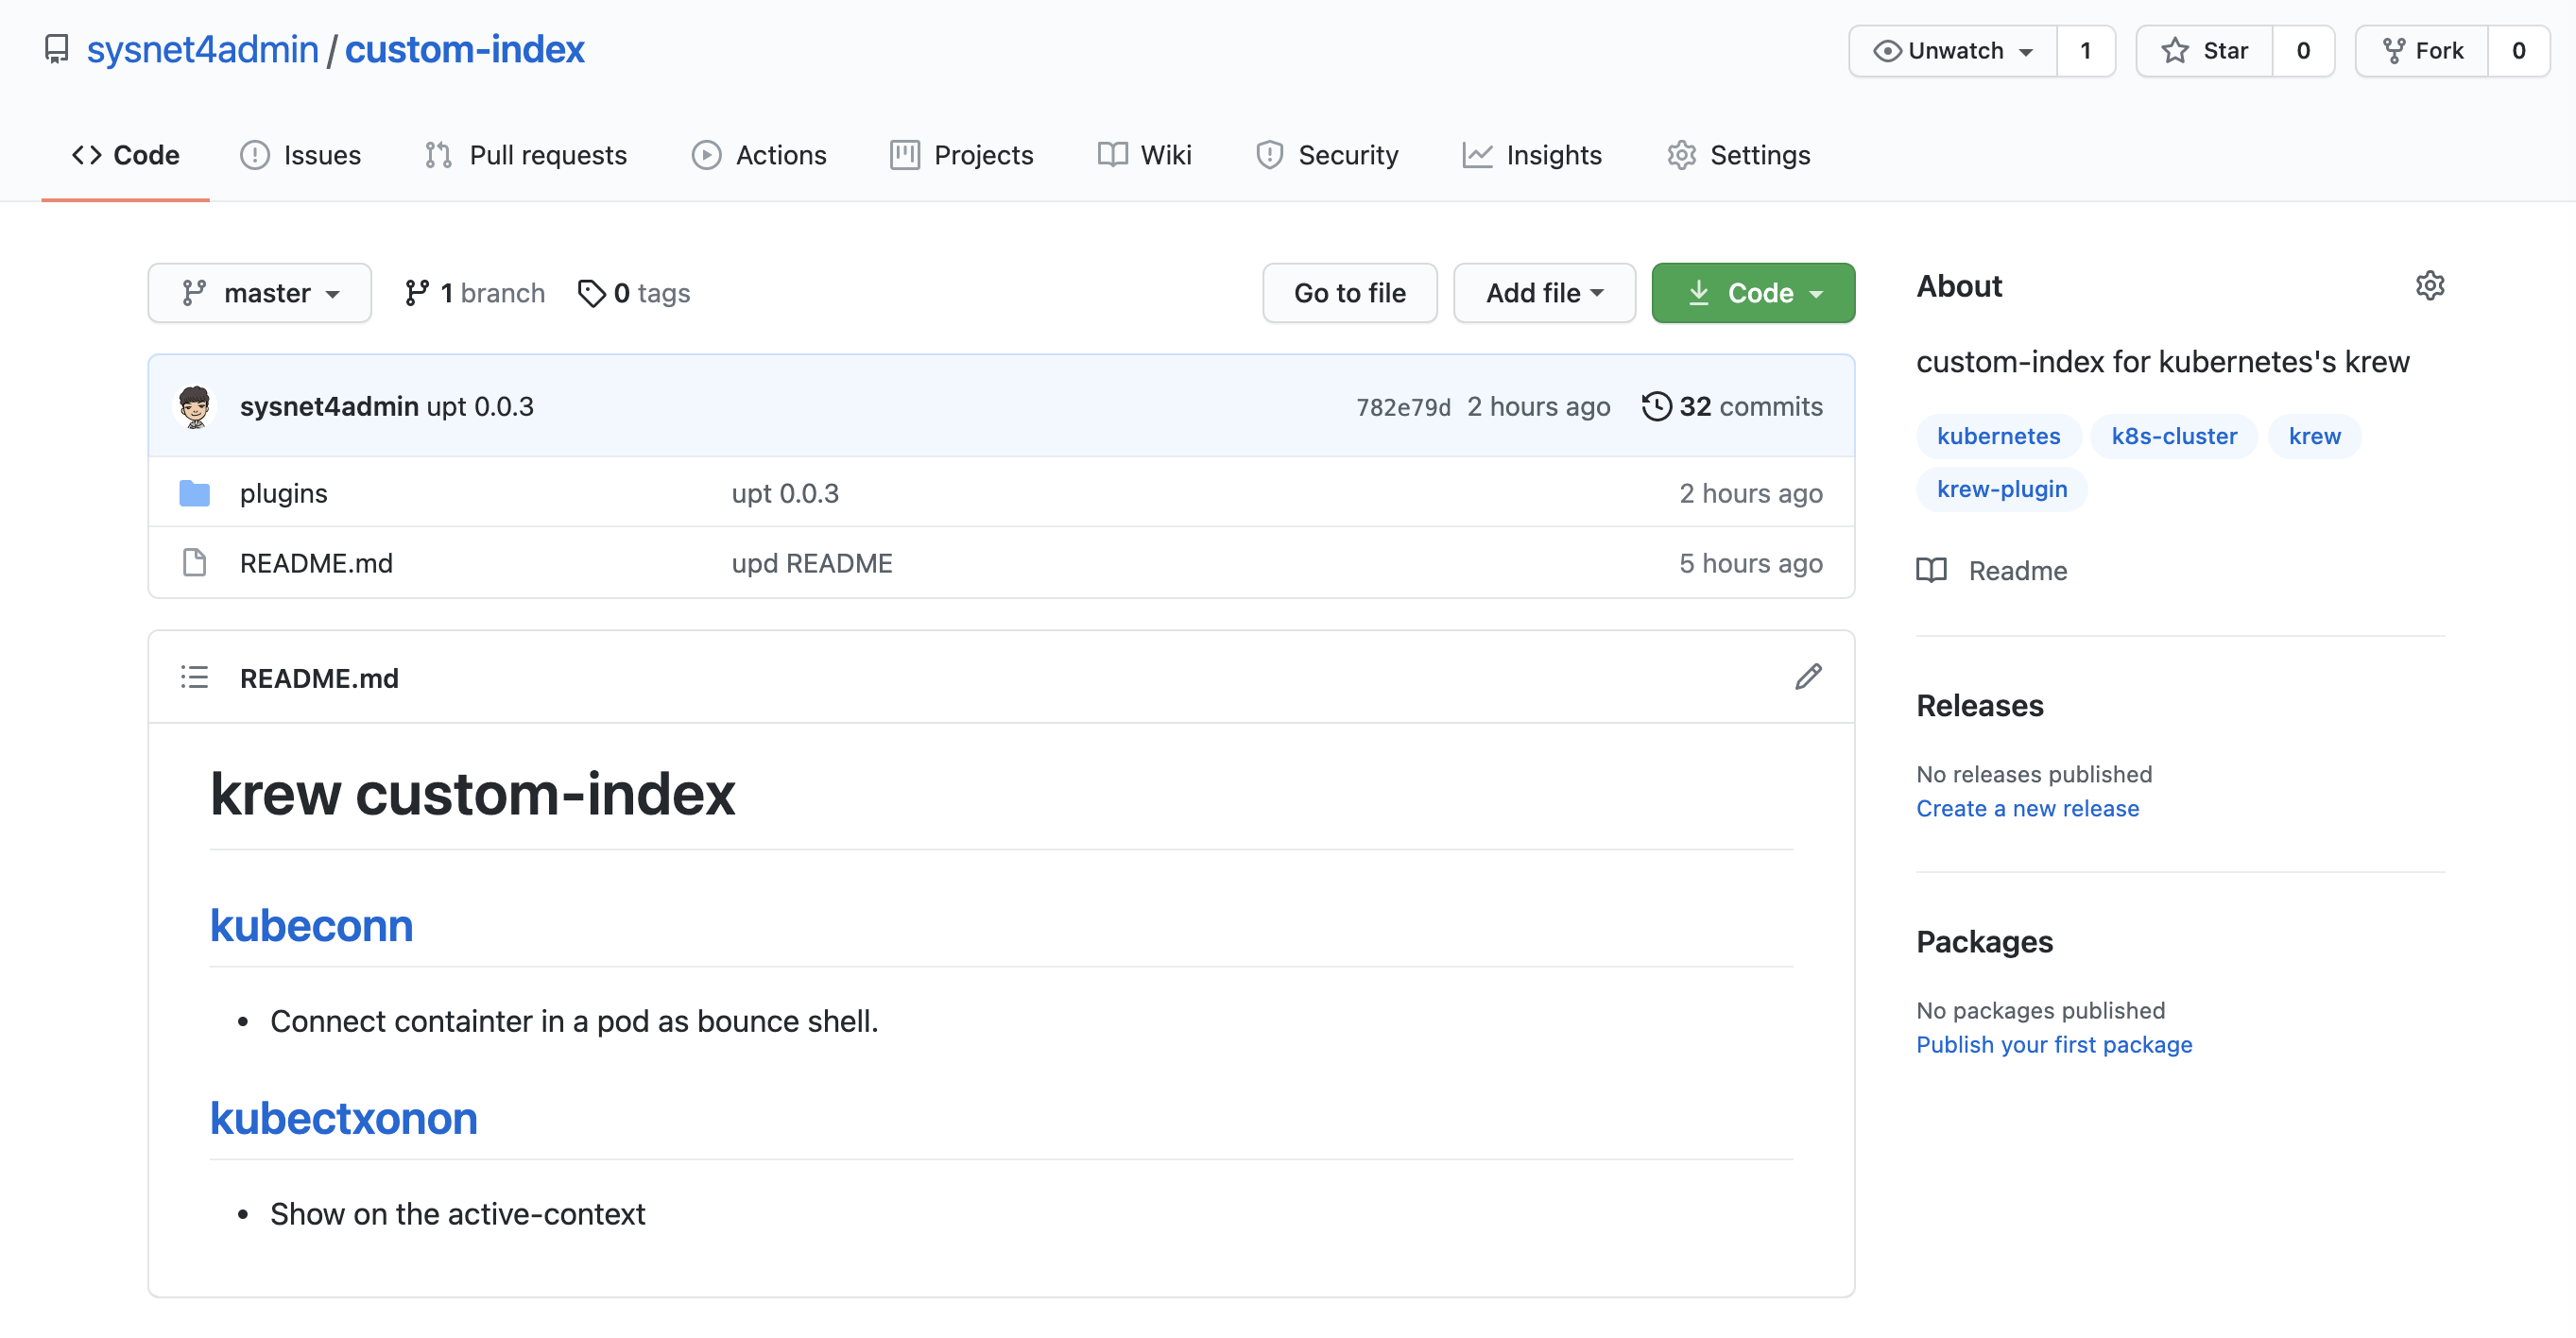 sysnet4admin / custom-index
Unwatch 1 Star 0 Fork 0
Code Issues Pull requests Actions Projects Wiki Security Insights Settings
master 1 branch 0 tags Go to file Add file Code
sysnet4admin upt 0.0.3 782e79d 2 hours ago 32 commits
plugins upt 0.0.3 2 hours ago
README.md upd README 5 hours ago
README.md
krew custom-index
kubeconn
• Connect containter in a pod as bounce shell.
kubectxonon
• Show on the active-context
About
custom-index for kubernetes's krew
kubernetes k8s-cluster krew
krew-plugin
Readme
Releases
No releases published
Create a new release
Packages
No packages published
Publish your first package